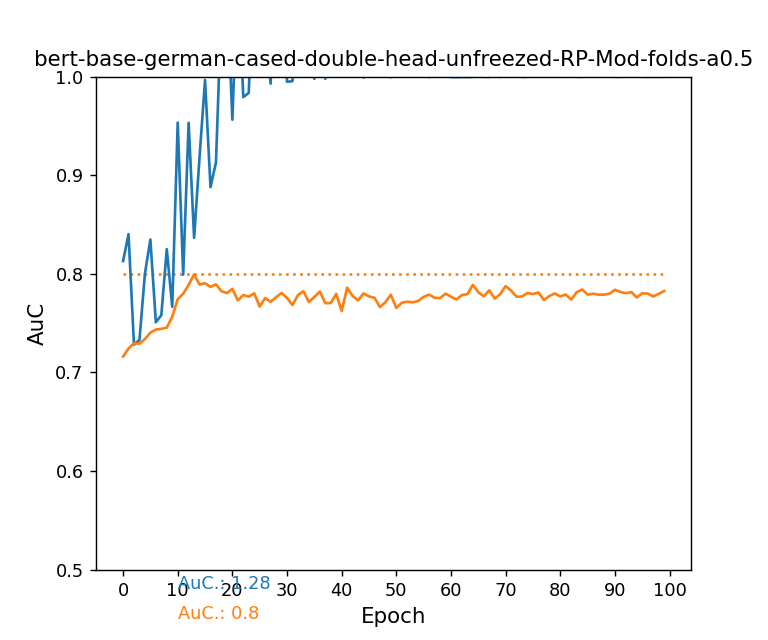 bert-base-german-cased-double-head-unfreezed-RP-Mod-folds-a0.5
1.0
0.9
0.8
0.7
0.6
0.5
AuC
0 10 20 30 40 50 60 70 80 90 100
AuC.: 1.28
AuC.: 0.8
Epoch